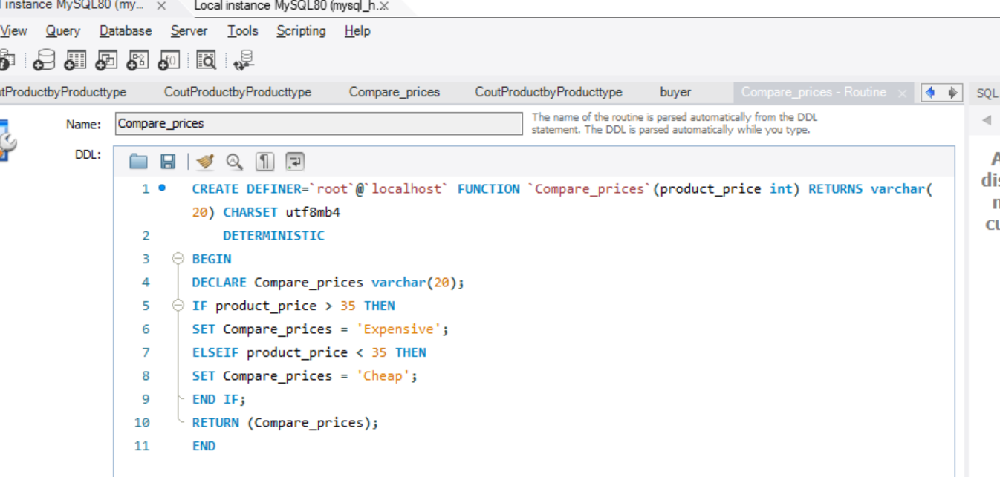 instance MySQL80 (my... ×
Local instance MySQL80 (mysql_h.×
View Query Database Server Tools Scripting Help
tProductbyProducttype CoutProductbyProducttype Compare_prices CoutProductbyProducttype buyer Compare_prices - Routine × SQL
Name: Compare_prices
The name of the routine is parsed automatically from the DDL
statement. The DDL is parsed automatically while you type.
DDL:
1 CREATE DEFINER=`root`@`localhost` FUNCTION `Compare_prices`(product_price int) RETURNS varchar(
20) CHARSET utf8mb4
2 DETERMINISTIC
3 BEGIN
4 DECLARE Compare_prices varchar(20);
5 IF product_price > 35 THEN
6 SET Compare_prices = 'Expensive';
7 ELSEIF product_price < 35 THEN
8 SET Compare_prices = 'Cheap';
9 END IF;
10 RETURN (Compare_prices);
11 END